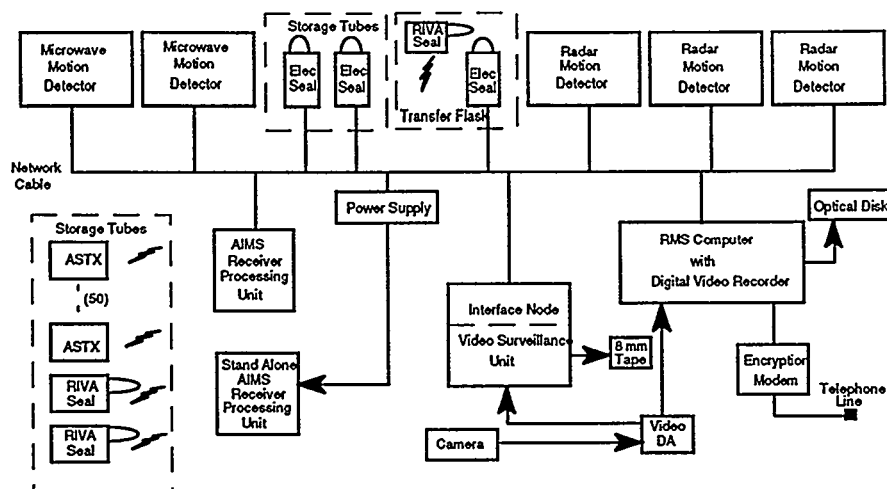 Microwave
Motion
Detector
Microwave
Motion
Detector
Storage Tubes
Elec
Seal
Elec
Seal
RIVA
Seal
Elec
Seal
Transfer Flask
Radar
Motion
Detector
Radar
Motion
Detector
Radar
Motion
Detector
Network
Cable
Storage Tubes
ASTX
(50)
ASTX
RIVA
Seal
RIVA
Seal
AIMS
Receiver
Processing
Unit
Stand Alone
AIMS
Receiver
Processing
Unit
Power Supply
Interface Node
Video Surveillance
Unit
8 mm
Tape
Camera
Video
DA
RMS Computer
with
Digital Video Recorder
Optical Disk
Encryption
Modem
Telephone
Line